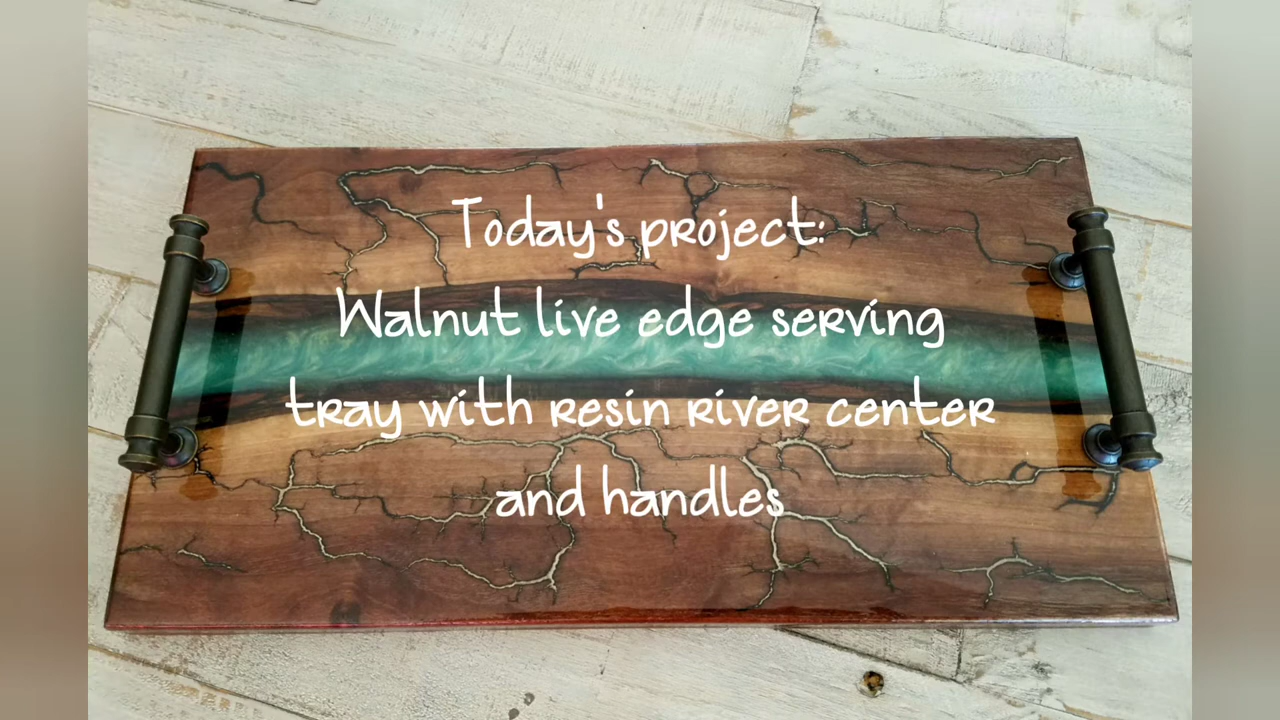 Today's project:
Walnut live edge serving
tray with resin river center
and handles